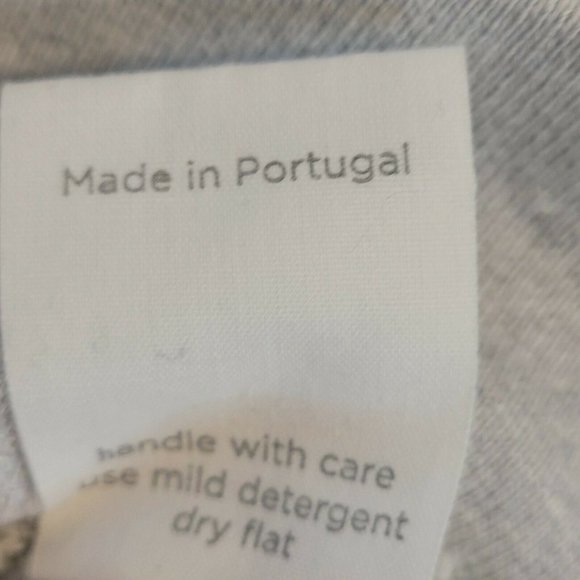 Made in Portugal
handle with care
use mild detergent
dry flat